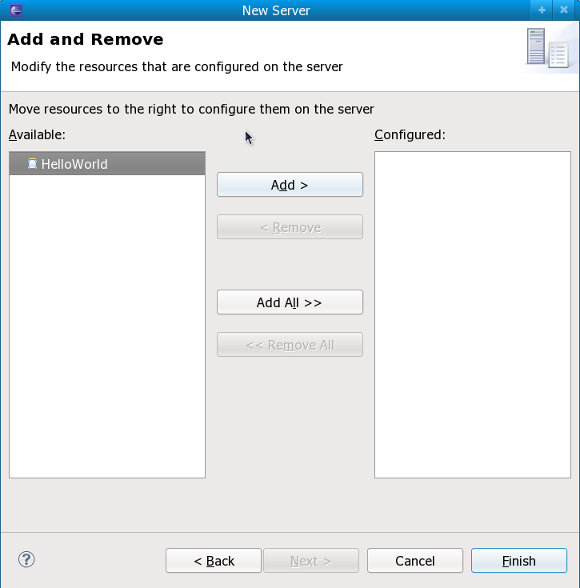 New Server
Add and Remove
Modify the resources that are configured on the server
Move resources to the right to configure them on the server
Available:
Configured:
HelloWorld
Add >
< Remove
Add All >>
<< Remove All
?
< Back
Next >
Cancel
Finish